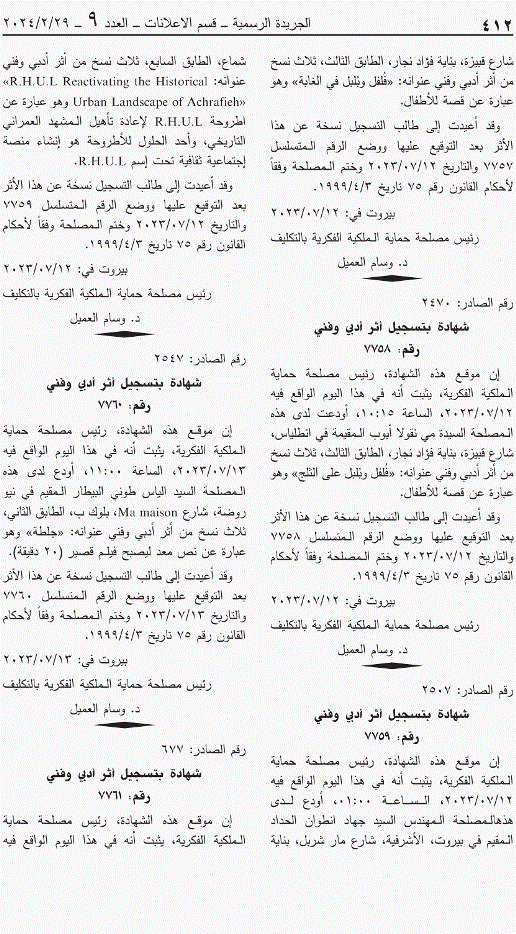 ٤١٢
الجريدة الرسمية – قسم الاعلانات – العدد ٩ – ٢٠٢٤/٢/٢٩
شارع قبيزة، بناية فؤاد نجار، الطابق الثالث، ثلاث نسخ
من أثر أدبي وفني عنوانه: «فُلفل وبُلبل في الغابة» وهو
عبارة عن قصة للأطفال.
وقد أعيدت إلى طالب التسجيل نسخة عن هذا
الأثر بعد التوقيع عليها ووضع الرقم المتسلسل
٧٧٥٧ والتاريخ ٢٠٢٣/٠٧/١٢ وختم المصلحة وفقاً
لأحكام القانون رقم ٧٥ تاريخ ١٩٩٩/٤/٣.
بيروت في: ٢٠٢٣/٠٧/١٢
رئيس مصلحة حماية الملكية الفكرية بالتكليف
د. وسام العميل
رقم الصادر: ٢٤٧٠
شهادة بتسجيل أثر أدبي وفني
رقم: ٧٧٥٨
إن موقع هذه الشهادة، رئيس مصلحة حماية
الملكية الفكرية، يثبت أنه في هذا اليوم الواقع فيه
٢٠٢٣/٠٧/١٢، الساعة ١٠:١٥، أودعت لدى هذه
المصلحة السيدة مي نقولا أيوب المقيمة في انطلياس،
شارع قبيزة، بناية فؤاد نجار، الطابق الثالث، ثلاث نسخ
من أثر أدبي وفني عنوانه: «فُلفل وبُلبل على الثلج» وهو
عبارة عن قصة للأطفال.
وقد أعيدت إلى طالب التسجيل نسخة عن هذا الأثر
بعد التوقيع عليها ووضع الرقم المتسلسل ٧٧٥٨
والتاريخ ٢٠٢٣/٠٧/١٢ وختم المصلحة وفقاً لأحكام
القانون رقم ٧٥ تاريخ ١٩٩٩/٤/٣.
بيروت في: ٢٠٢٣/٠٧/١٢
رئيس مصلحة حماية الملكية الفكرية بالتكليف
د. وسام العميل
رقم الصادر: ٢٥٠٧
شهادة بتسجيل أثر أدبي وفني
رقم: ٧٧٥٩
إن موقع هذه الشهادة، رئيس مصلحة حماية
الملكية الفكرية، يثبت أنه في هذا اليوم الواقع فيه
٢٠٢٣/٠٧/١٢، الساعة ٠١:٠٠، أودع لدى
هذهالمصلحة المهندس السيد جهاد انطوان الحداد
المقيم في بيروت، الأشرفية، شارع مار شربل، بناية
شماع، الطابق السابع، ثلاث نسخ من أثر أدبي وفني
عنوانه: «R.H.U.L Reactivating the Historical
Urban Landscape of Achrafieh» وهو عبارة عن
اطروحة R.H.U.L لإعادة تأهيل المشهد العمراني
التاريخي، وأحد الحلول للأطروحة هو إنشاء منصة
إجتماعية ثقافية تحت إسم R.H.U.L.
وقد أعيدت إلى طالب التسجيل نسخة عن هذا الأثر
بعد التوقيع عليها ووضع الرقم المتسلسل ٧٧٥٩
والتاريخ ٢٠٢٣/٠٧/١٢ وختم المصلحة وفقاً لأحكام
القانون رقم ٧٥ تاريخ ١٩٩٩/٤/٣.
بيروت في: ٢٠٢٣/٠٧/١٢
رئيس مصلحة حماية الملكية الفكرية بالتكليف
د. وسام العميل
رقم الصادر: ٢٥٤٧
شهادة بتسجيل أثر أدبي وفني
رقم: ٧٧٦٠
إن موقع هذه الشهادة، رئيس مصلحة حماية
الملكية الفكرية، يثبت أنه في هذا اليوم الواقع فيه
٢٠٢٣/٠٧/١٣، الساعة ١١:٠٠، أودع لدى هذه
المصلحة السيد الياس طوني البيطار المقيم في نيو
روضة، شارع Ma maison، بلوك ب، الطابق الثاني،
ثلاث نسخ من أثر أدبي وفني عنوانه: «جلطة» وهو
عبارة عن نص معد ليصبح فيلم قصير (٢٠ دقيقة).
وقد أعيدت إلى طالب التسجيل نسخة عن هذا الأثر
بعد التوقيع عليها ووضع الرقم المتسلسل ٧٧٦٠
والتاريخ ٢٠٢٣/٠٧/١٣ وختم المصلحة وفقاً لأحكام
القانون رقم ٧٥ تاريخ ١٩٩٩/٤/٣.
بيروت في: ٢٠٢٣/٠٧/١٣
رئيس مصلحة حماية الملكية الفكرية بالتكليف
د. وسام العميل
رقم الصادر: ٦٧٧
شهادة بتسجيل أثر أدبي وفني
رقم: ٧٧٦١
إن موقع هذه الشهادة، رئيس مصلحة حماية
الملكية الفكرية، يثبت أنه في هذا اليوم الواقع فيه